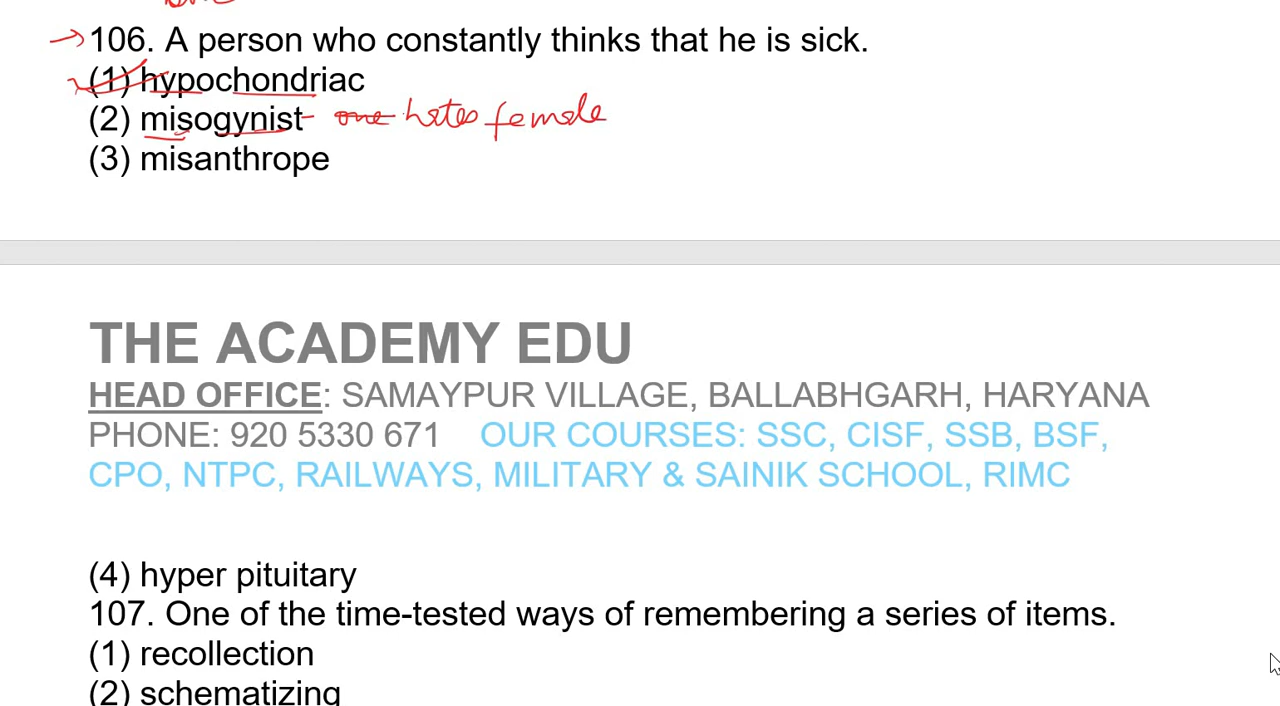 → 106. A person who constantly thinks that he is sick.
(1) hypochondriac
(2) misogynist - one hates female
(3) misanthrope
THE ACADEMY EDU
HEAD OFFICE: SAMAYPUR VILLAGE, BALLABHGARH, HARYANA
PHONE: 920 5330 671 OUR COURSES: SSC, CISF, SSB, BSF,
CPO, NTPC, RAILWAYS, MILITARY & SAINIK SCHOOL, RIMC
(4) hyper pituitary
107. One of the time-tested ways of remembering a series of items.
(1) recollection
(2) schematizing